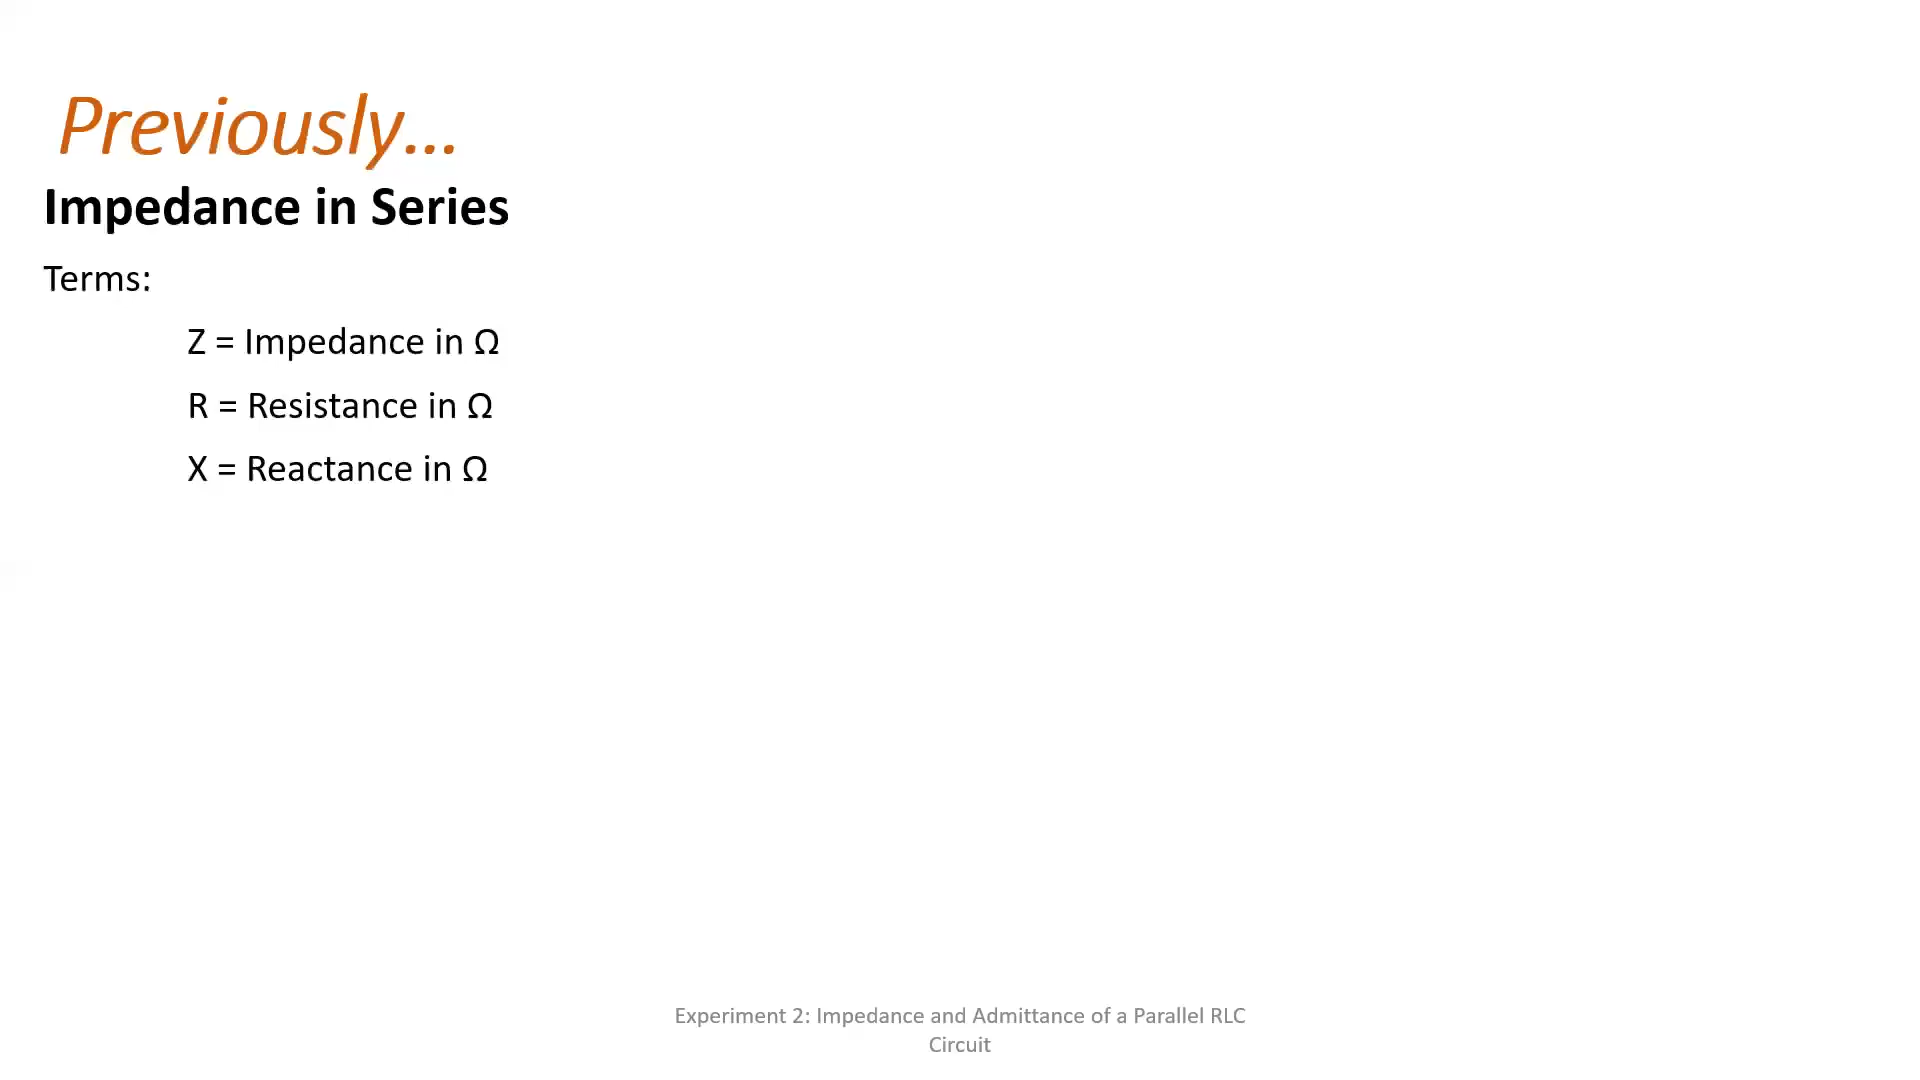 Previously...
Impedance in Series
Terms:
Z = Impedance in Ω
R = Resistance in Ω
X = Reactance in Ω
Experiment 2: Impedance and Admittance of a Parallel RLC
Circuit